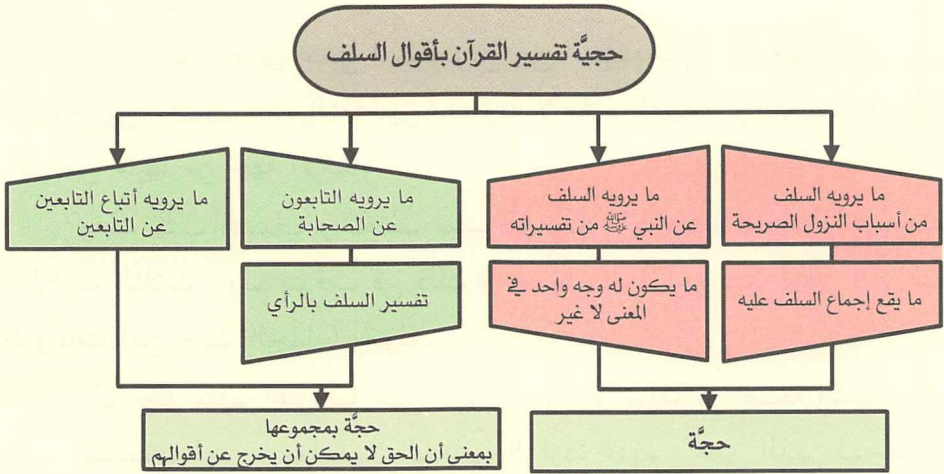 حجيَّة تفسير القرآن بأقوال السلف
ما يرويه السلف
من أسباب النزول الصريحة
ما يرويه السلف
عن النبي ﷺ من تفسيراته
ما يرويه التابعون
عن الصحابة
ما يرويه أتباع التابعين
عن التابعين
ما يقع إجماع السلف عليه
ما يكون له وجه واحد في
المعنى لا غير
تفسير السلف بالرأي
حجَّة
حجَّة بمجموعها
بمعنى أن الحق لا يمكن أن يخرج عن أقوالهم